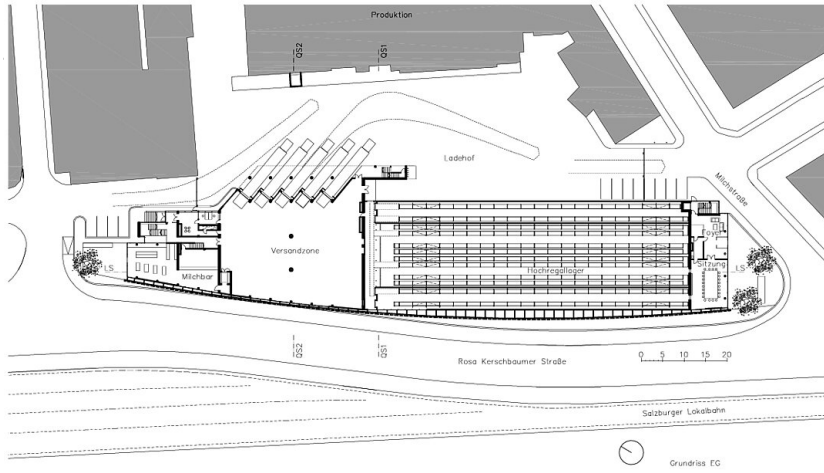 Produktion
QS2
QS1
Ladehof
Milchstraße
Versandzone
Foyer
LS
Milchbar
Hochregallager
Sitzung
LS
QS2
QS1
Rosa Kerschbaumer Straße
0 5 10 15 20
Salzburger Lokalbahn
Grundriss EG